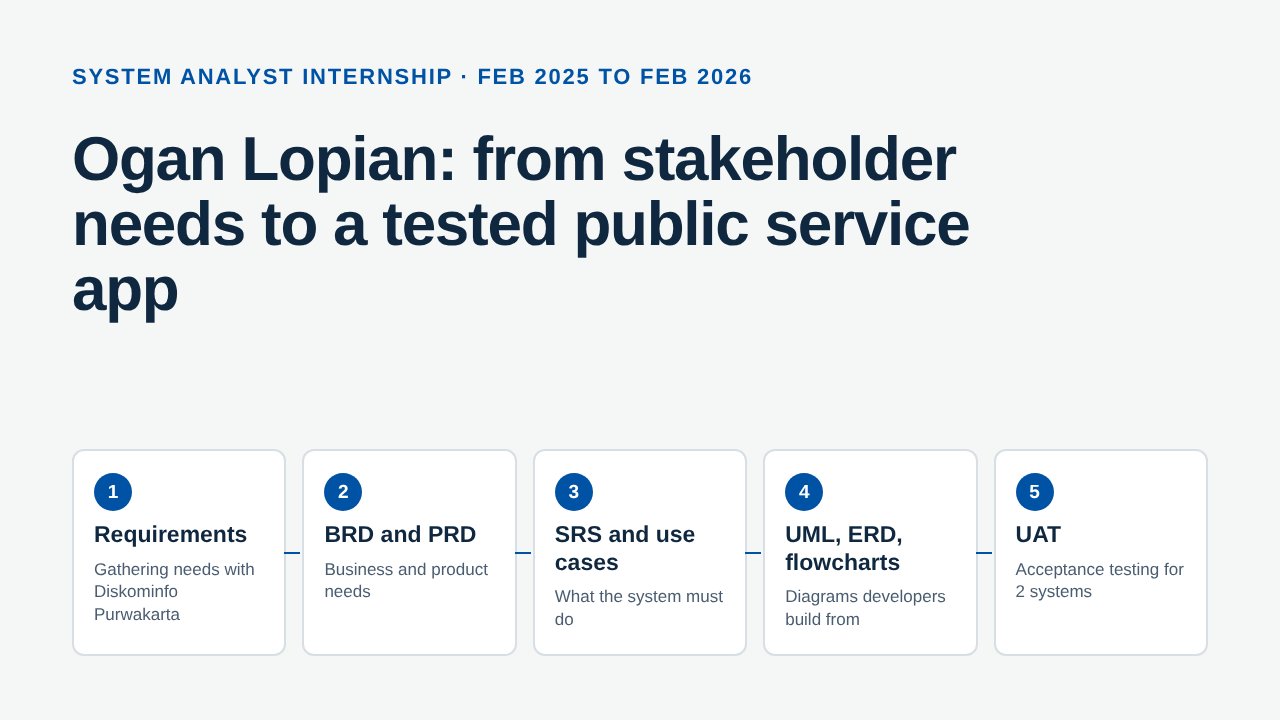 SYSTEM ANALYST INTERNSHIP · FEB 2025 TO FEB 2026
Ogan Lopian: from stakeholder
needs to a tested public service
app
1
Requirements
Gathering needs with
Diskominfo
Purwakarta
2
BRD and PRD
Business and product
needs
3
SRS and use
cases
What the system must
do
4
UML, ERD,
flowcharts
Diagrams developers
build from
5
UAT
Acceptance testing for
2 systems